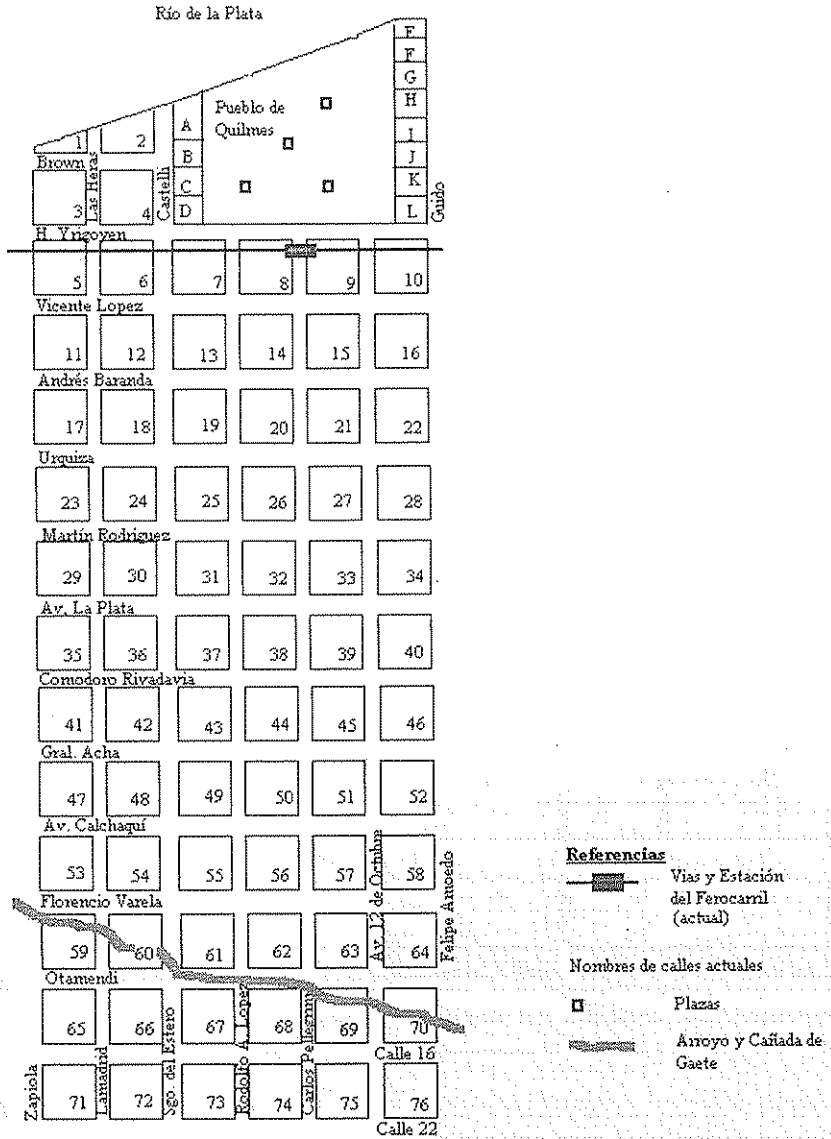 Río de la Plata
E
F
G
H
I
J
K
L
Guido
Pueblo de
Quilmes
A
B
C
D
1
2
Brown
Las Heras
Castelli
3
4
H. Yrigoyen
5 6 7 8 9 10
Vicente Lopez
11 12 13 14 15 16
Andrés Baranda
17 18 19 20 21 22
Urquiza
23 24 25 26 27 28
Martín Rodriguez
29 30 31 32 33 34
Av. La Plata
35 36 37 38 39 40
Comodoro Rivadavia
41 42 43 44 45 46
Gral. Acha
47 48 49 50 51 52
Av. Calchaquí
53 54 55 56 57 58
Av. 12 de Octubre
Felipe Amoedo
Florencio Varela
59 60 61 62 63 64
Otamendi
65 66 67 68 69 70
Calle 16
Zapiola
Lamadrid
Sgo. del Estero
Rodolfo A. Lopez
Carlos Pellegrini
71 72 73 74 75 76
Calle 22
Referencias
Vias y Estación
del Ferocarril
(actual)
Nombres de calles actuales
Plazas
Arroyo y Cañada de
Gaete